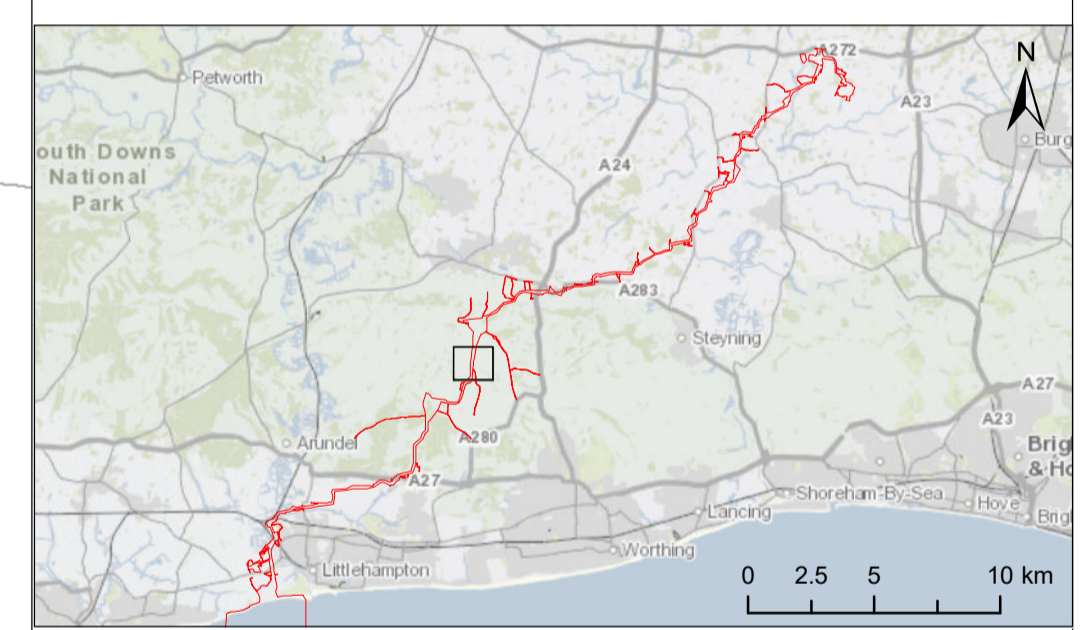 A272
N
Petworth
A23
Burg
outh Downs
National
Park
A24
A283
Steyning
A27
A23
Arundel
A280
Brig
& Ho
A27
Shoreham-By-Sea
Hove
Lancing
Brig
Worthing
Littlehampton
0 2.5 5 10 km